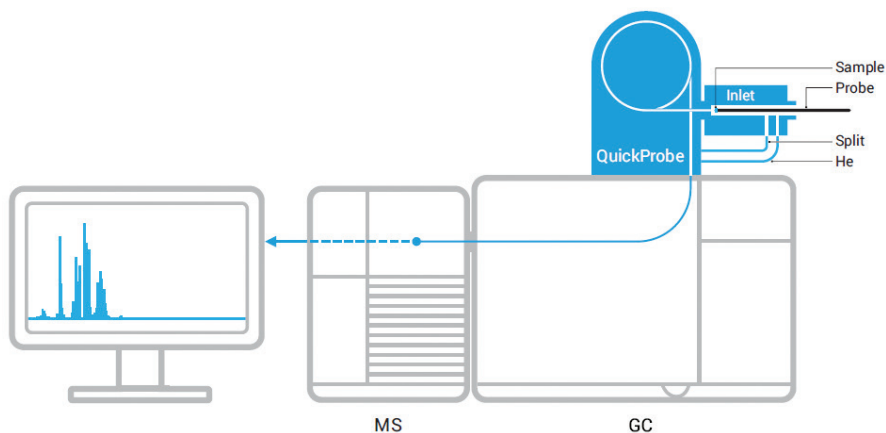 Sample
Probe
Inlet
Split
QuickProbe
He
MS
GC